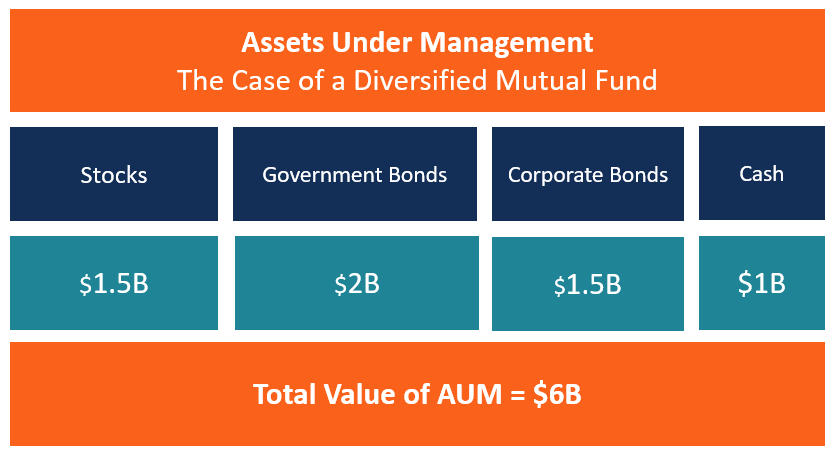 Assets Under Management
The Case of a Diversified Mutual Fund
Stocks
Government Bonds
Corporate Bonds
Cash
$1.5B
$2B
$1.5B
$1B
Total Value of AUM = $6B